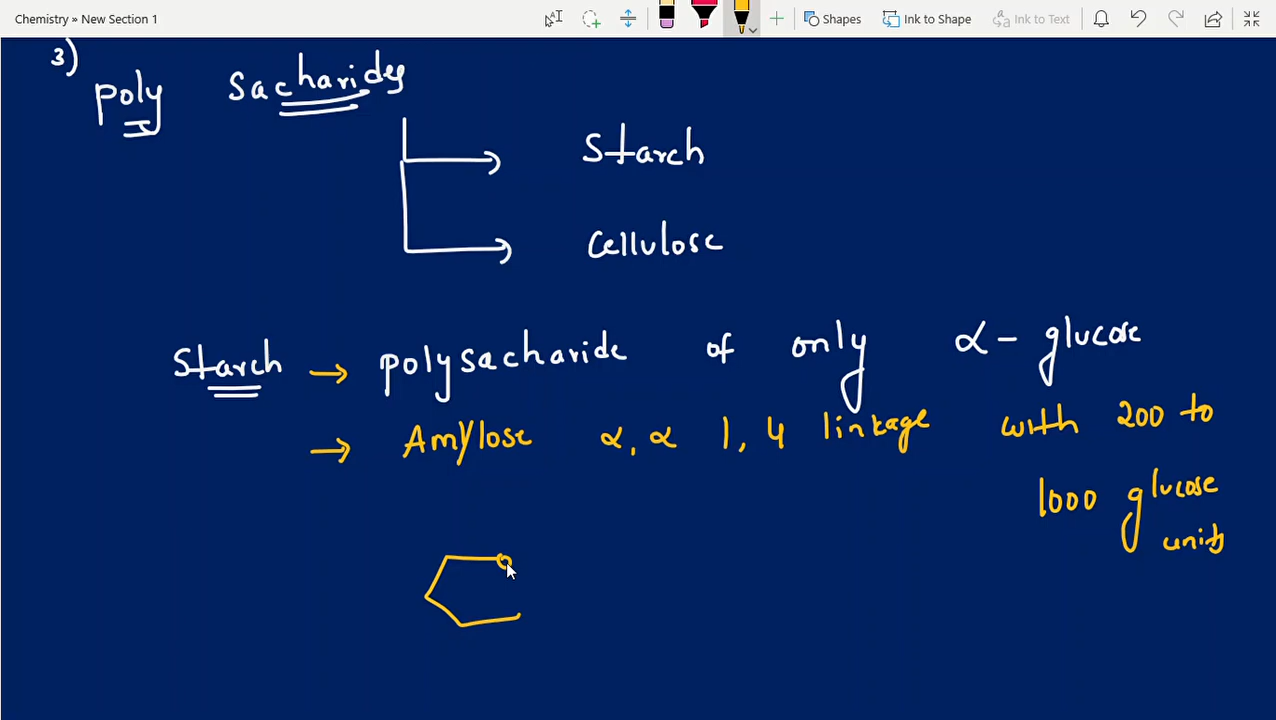 Chemistry » New Section 1
Shapes
Ink to Shape
Ink to Text
3)
poly sacharides
Starch
Cellulose
Starch → polysacharide of only α - glucose
→ Amylose α, α 1, 4 linkage with 200 to
1000 glucose
units
O